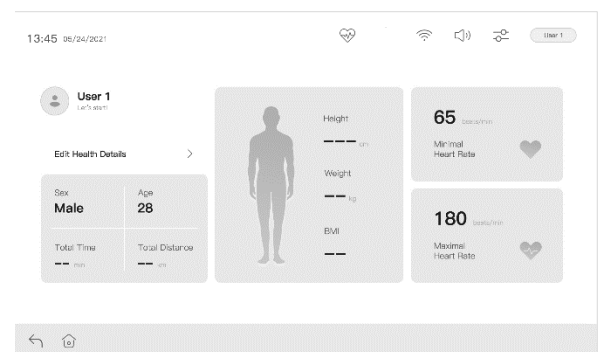 13:45 05/24/2021
User 1
User 1
Let's start!
Edit Health Details
Sex
Male
Age
28
Total Time
-- min
Total Distance
-- km
Height
--- cm
Weight
-- kg
BMI
--
65 beats/min
Minimal
Heart Rate
180 beats/min
Maximal
Heart Rate